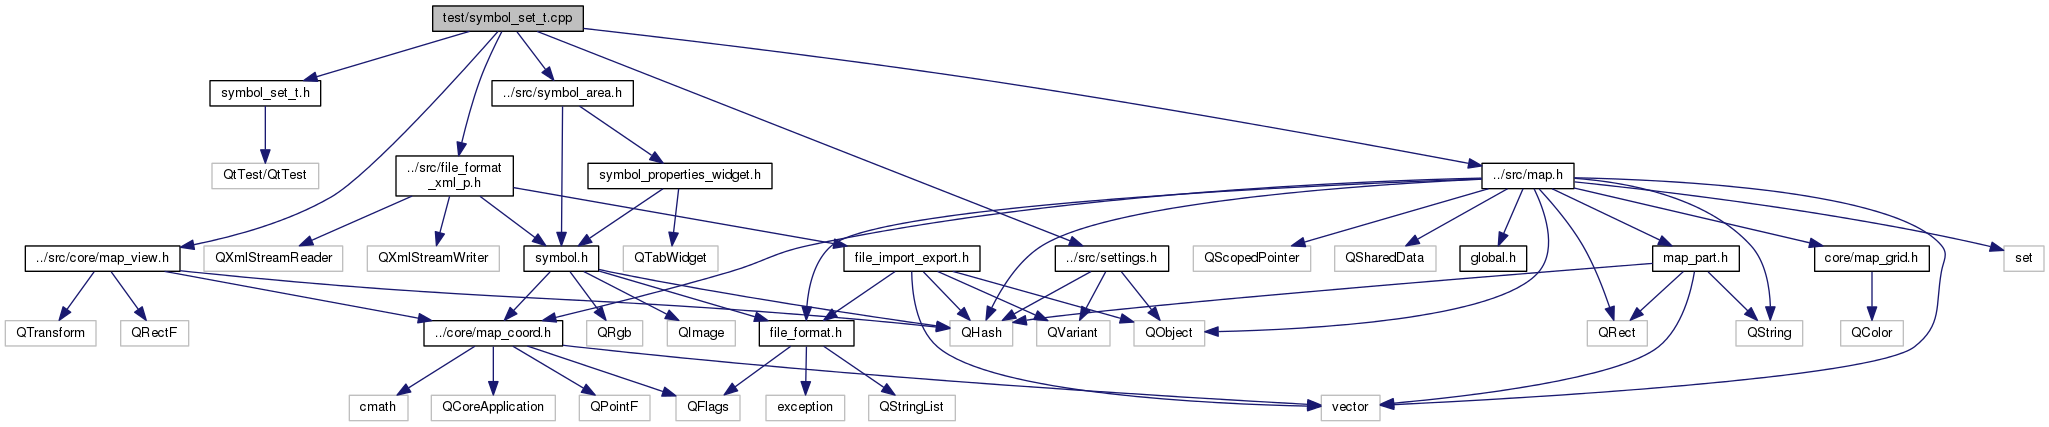 test/symbol_set_t.cpp
symbol_set_t.h
../src/symbol_area.h
QtTest/QtTest
../src/file_format
_xml_p.h
symbol_properties_widget.h
../src/map.h
../src/core/map_view.h
QXmlStreamReader
QXmlStreamWriter
symbol.h
QTabWidget
file_import_export.h
../src/settings.h
QScopedPointer
QSharedData
global.h
map_part.h
core/map_grid.h
set
QTransform
QRectF
../core/map_coord.h
QRgb
QImage
file_format.h
QHash
QVariant
QObject
QRect
QString
QColor
cmath
QCoreApplication
QPointF
QFlags
exception
QStringList
vector